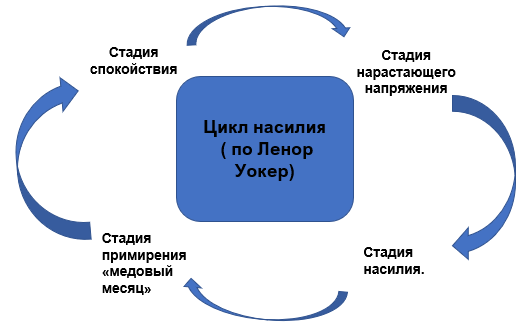 Стадия
спокойствия
Стадия
нарастающего
напряжения
Цикл насилия
( по Ленор
Уокер)
Стадия
примирения
«медовый
месяц»
Стадия
насилия.